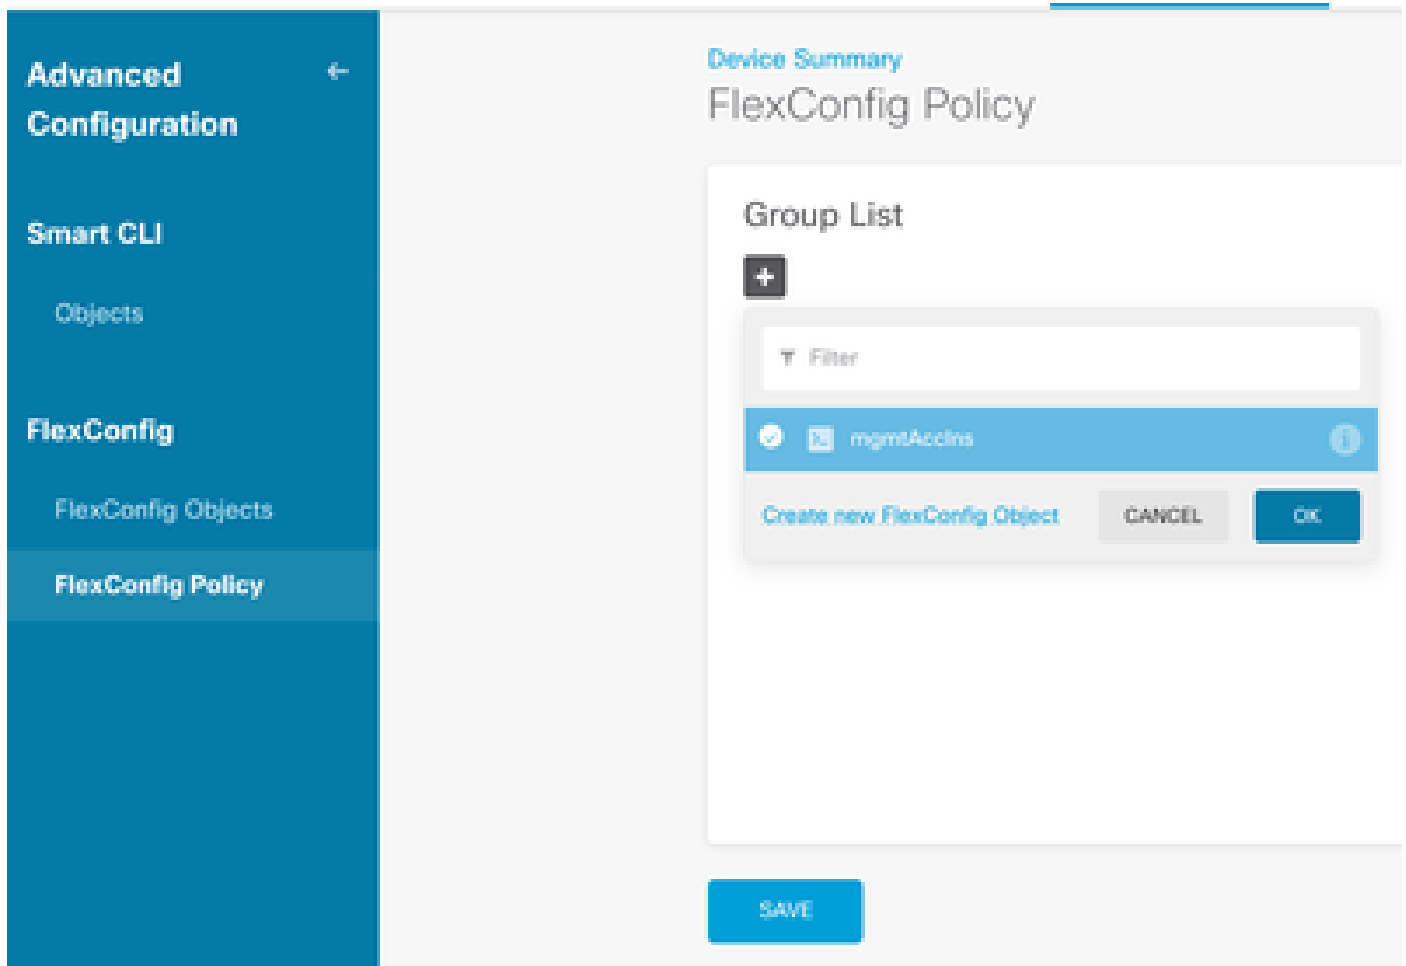 Advanced
Configuration
Smart CLI
Objects
FlexConfig
FlexConfig Objects
FlexConfig Policy
Device Summary
FlexConfig Policy
Group List
Filter
mgmtAccIns
Create new FlexConfig Object
CANCEL
OK
SAVE